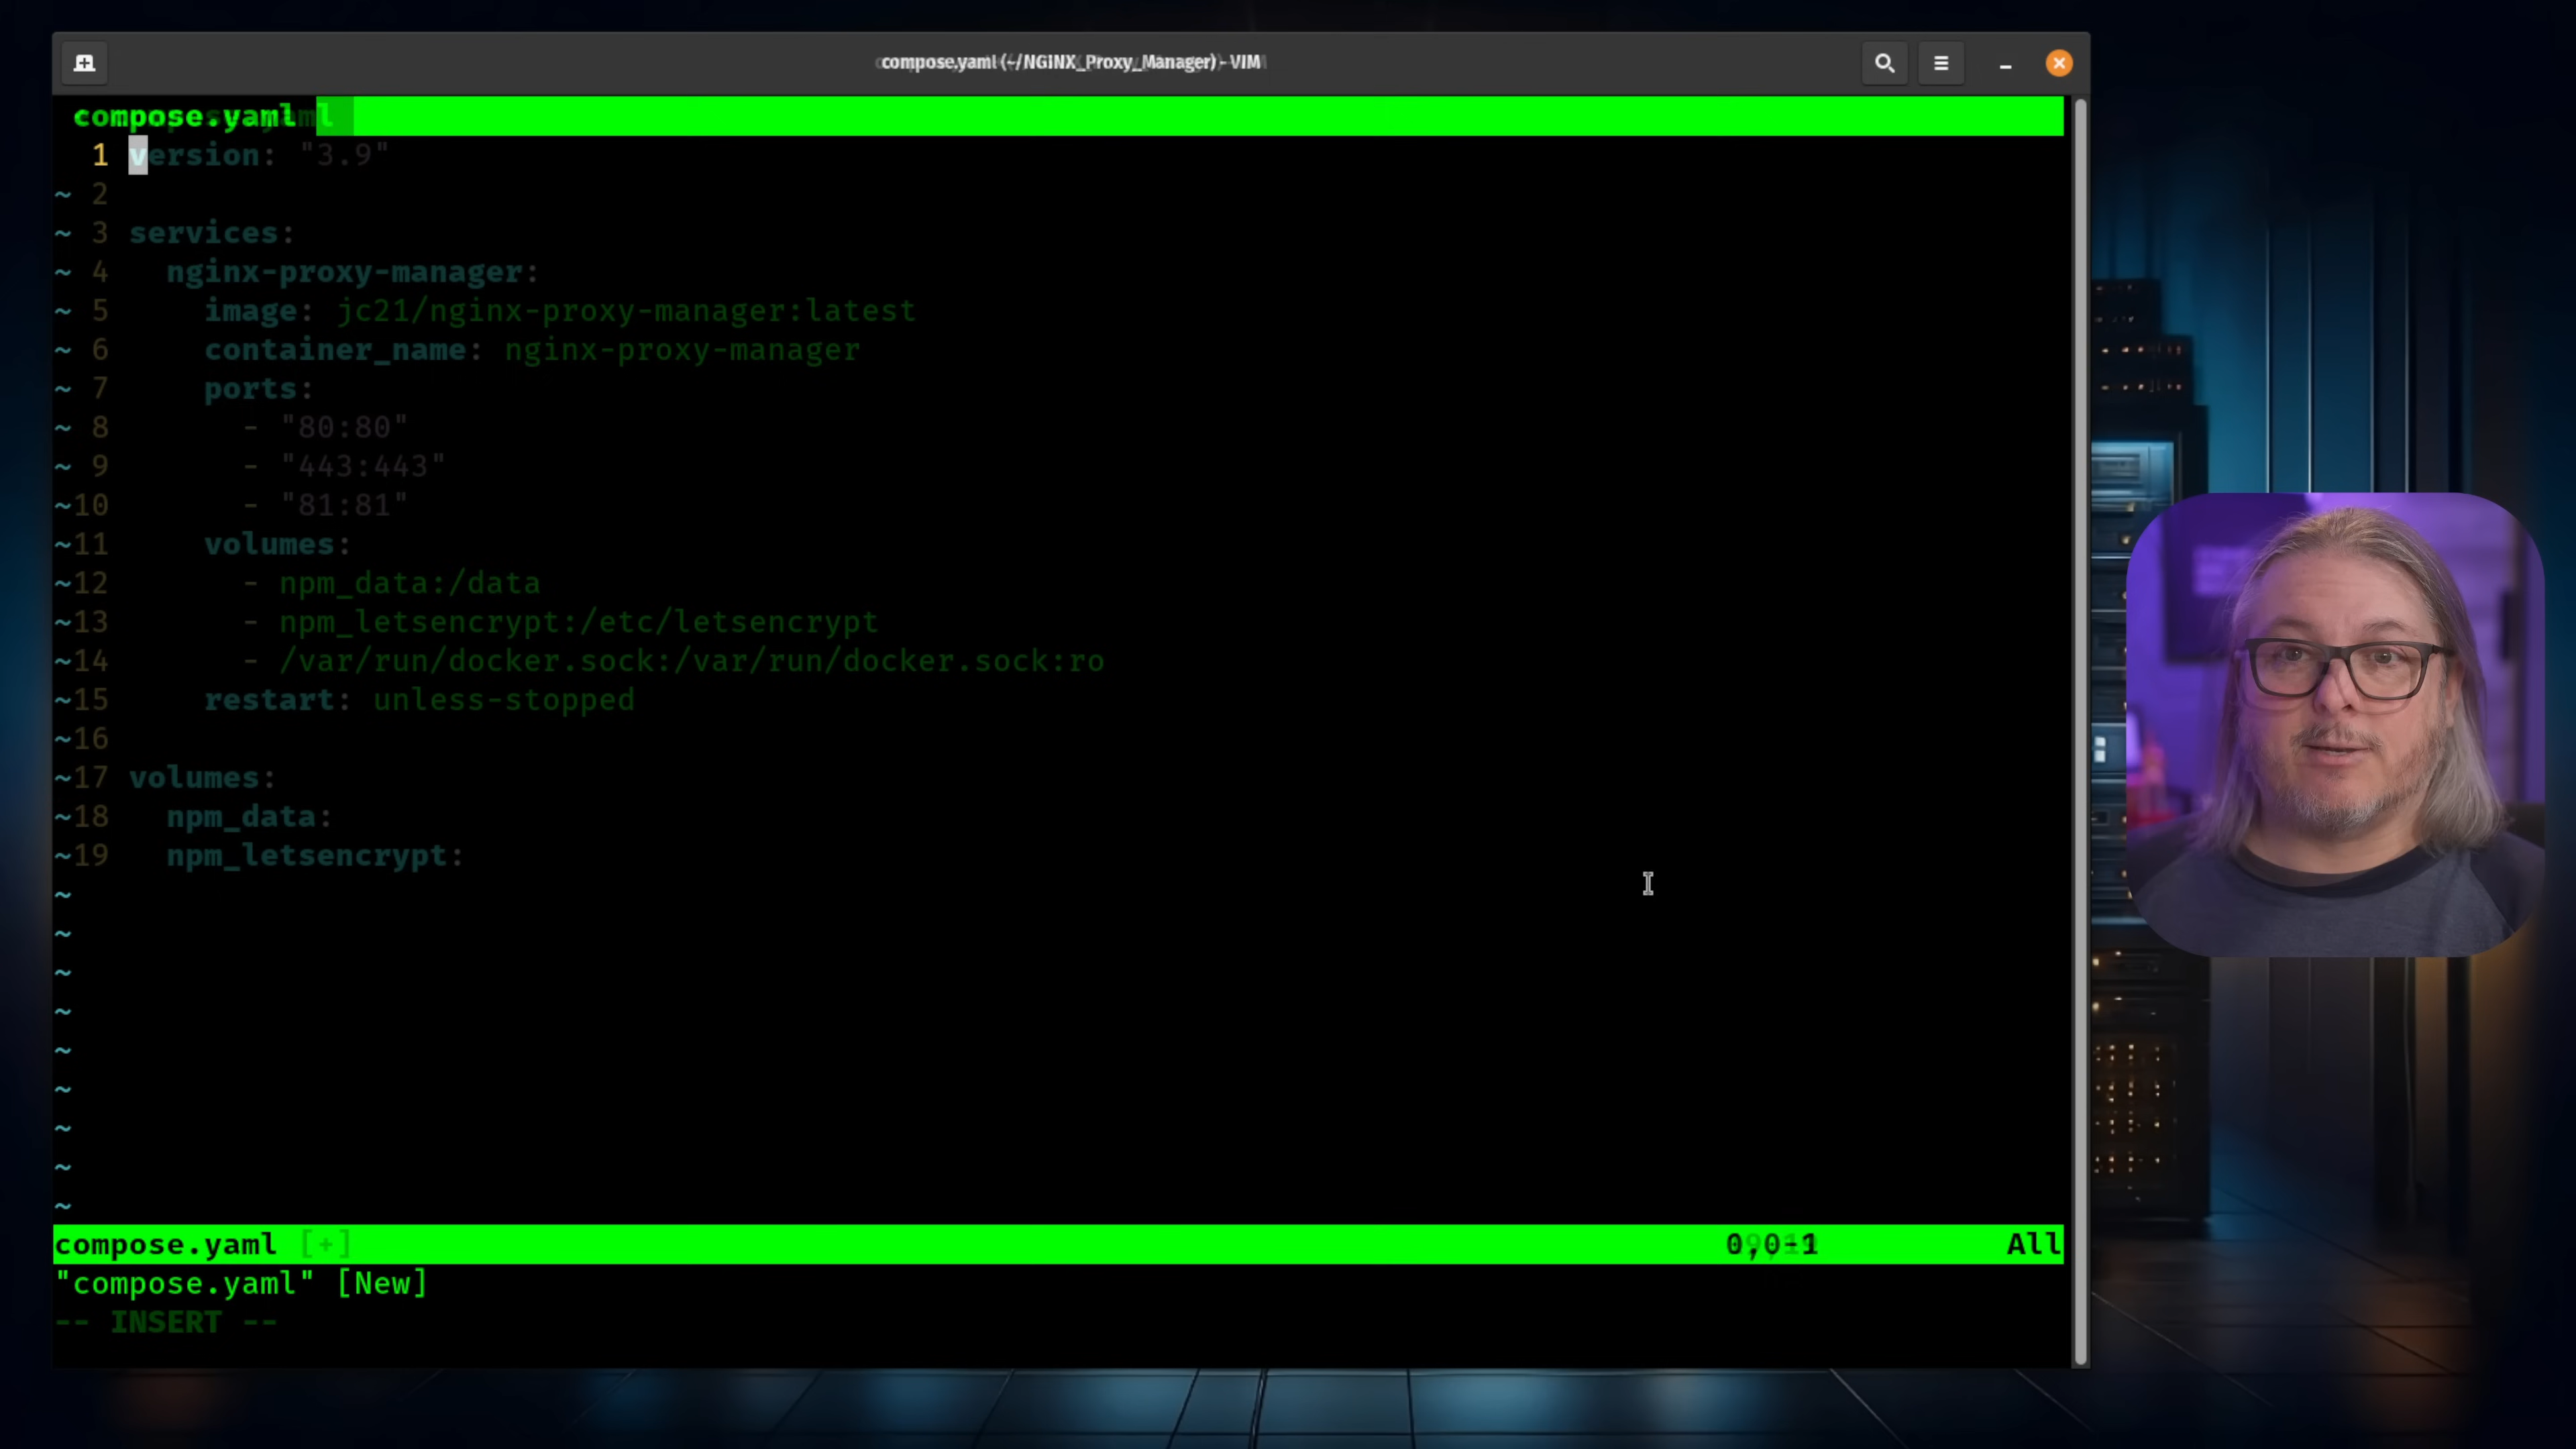 compose.yaml (~/NGINX_Proxy_Manager) - VIM
compose.yaml
1 version: "3.9"
~ 2
~ 3 services:
~ 4 nginx-proxy-manager:
~ 5 image: jc21/nginx-proxy-manager:latest
~ 6 container_name: nginx-proxy-manager
~ 7 ports:
~ 8 - "80:80"
~ 9 - "443:443"
~10 - "81:81"
~11 volumes:
~12 - npm_data:/data
~13 - npm_letsencrypt:/etc/letsencrypt
~14 - /var/run/docker.sock:/var/run/docker.sock:ro
~15 restart: unless-stopped
~16
~17 volumes:
~18 npm_data:
~19 npm_letsencrypt:
~
~
~
~
~
~
~
~
~
compose.yaml [+] 0,0-1 All
"compose.yaml" [New]
-- INSERT --